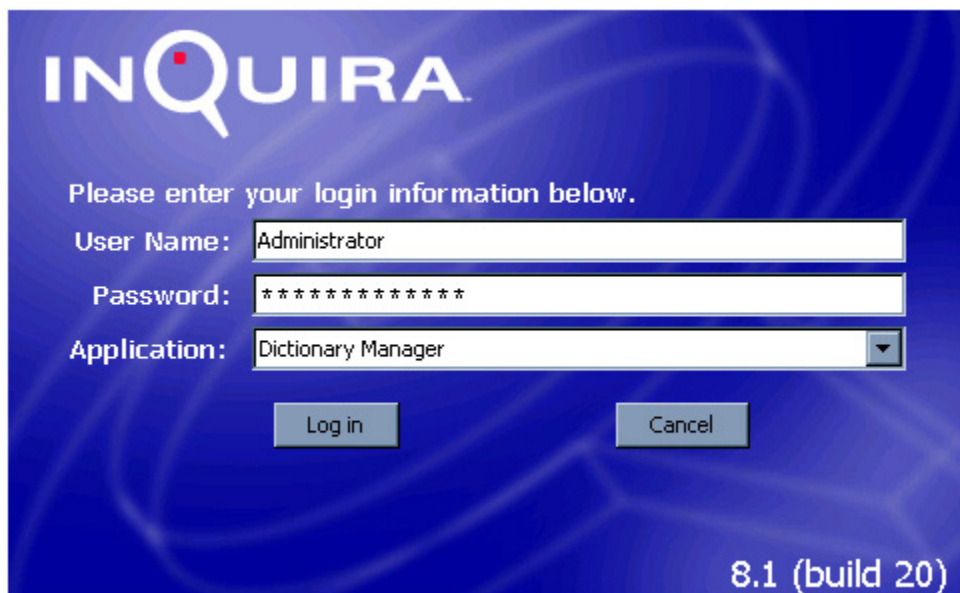 INQUIRA
Please enter your login information below.
User Name: Administrator
Password: *************
Application: Dictionary Manager
Log in Cancel
8.1 (build 20)